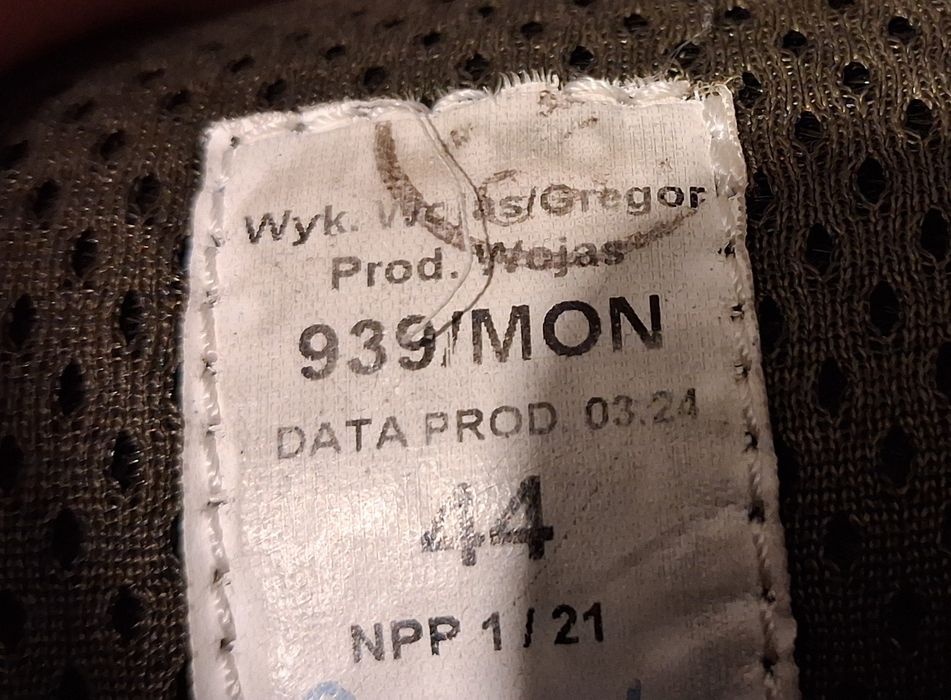 Wyk. Wojas/Gregor
Prod. Wojas
939/MON
DATA PROD. 03.24
44
NPP 1/21